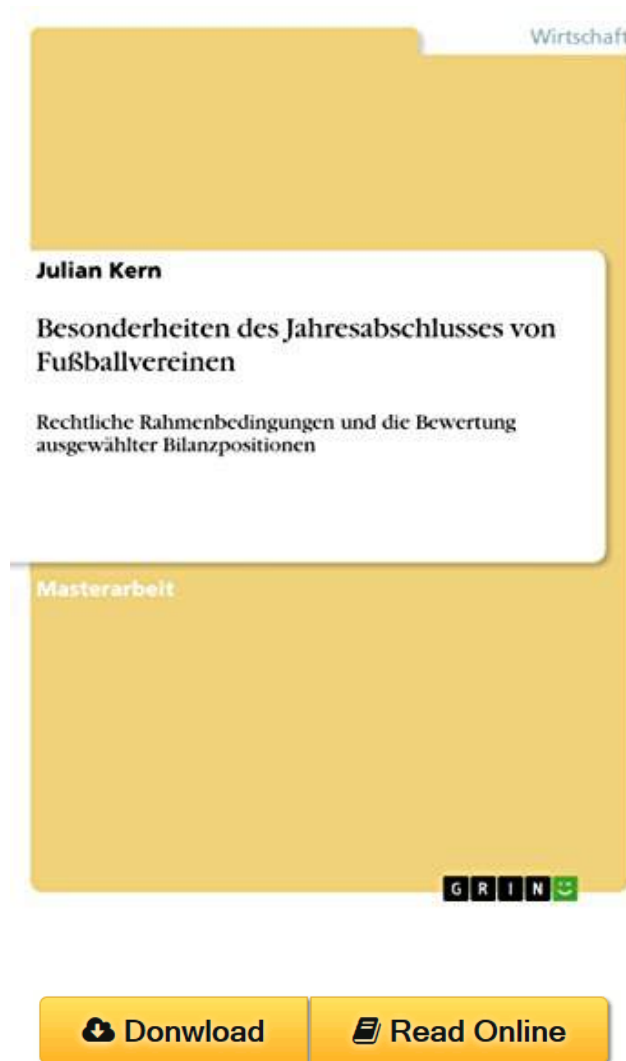 Wirtschaft
Julian Kern
Besonderheiten des Jahresabschlusses von
Fußballvereinen
Rechtliche Rahmenbedingungen und die Bewertung
ausgewählter Bilanzpositionen
Masterarbeit
GRIN
Donwload
Read Online